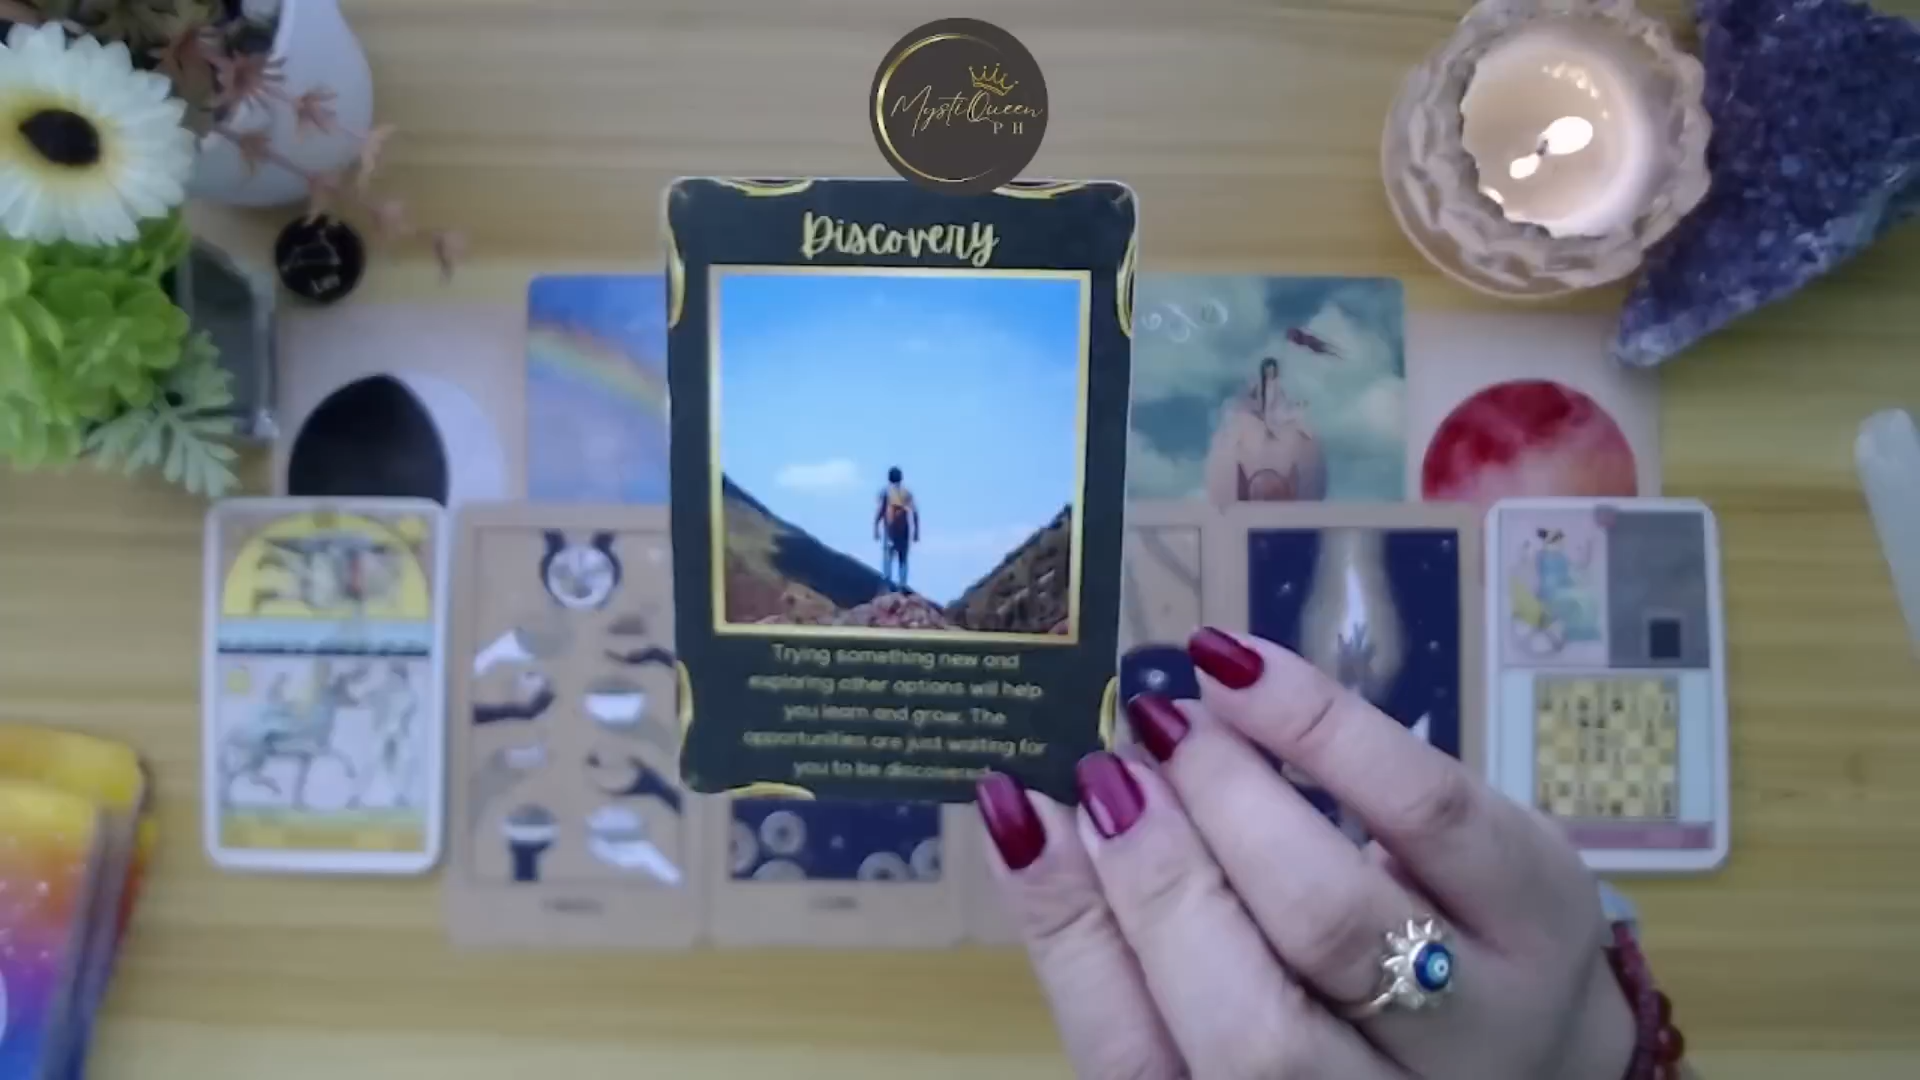 MystiQueen
PH
Discovery
Trying something new and
exploring other options will help
you learn and grow. The
opportunities are just waiting for
you to be discovered